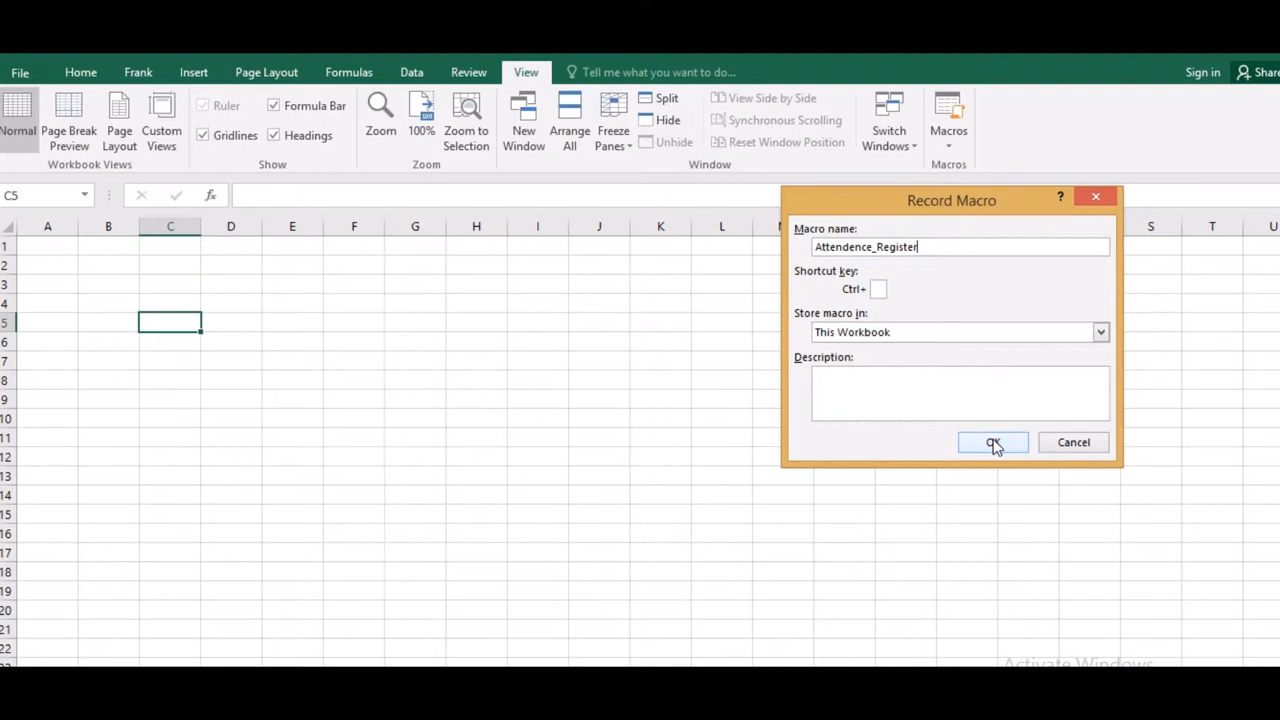 File Home Frank Insert Page Layout Formulas Data Review View Tell me what you want to do... Sign in Share
Normal Page Break Preview Page Layout Custom Views Ruler Formula Bar Gridlines Headings Zoom 100% Zoom to Selection New Window Arrange All Freeze Panes Split Hide Unhide View Side by Side Synchronous Scrolling Reset Window Position Switch Windows Macros
Workbook Views Show Zoom Window Macros
C5 fx
A B C D E F G H I J K L S T U
Record Macro ?
Macro name:
Attendence_Register
Shortcut key:
Ctrl+
Store macro in:
This Workbook
Description:
OK Cancel
1
2
3
4
5
6
7
8
9
10
11
12
13
14
15
16
17
18
19
20
21
22
Activate Windows